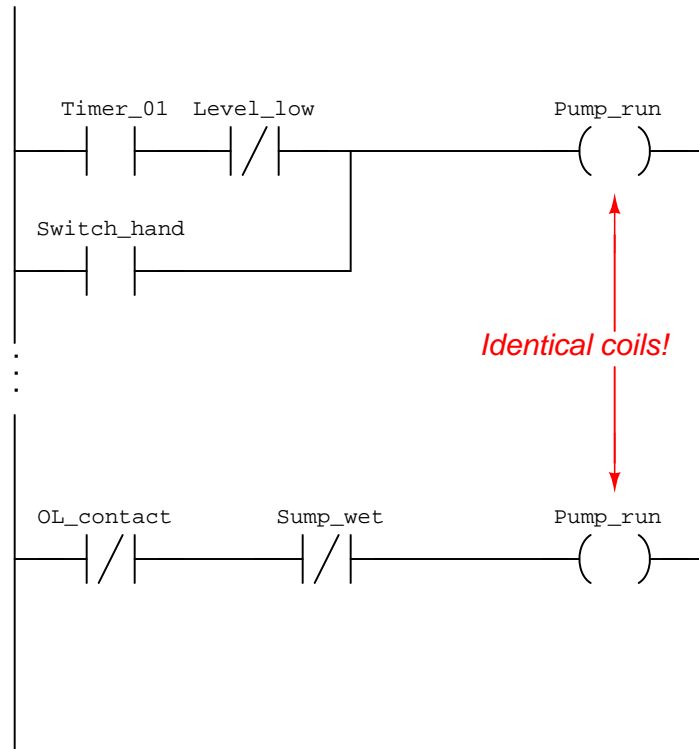 Timer_01 Level_low Pump_run
Switch_hand
Identical coils!
OL_contact Sump_wet Pump_run